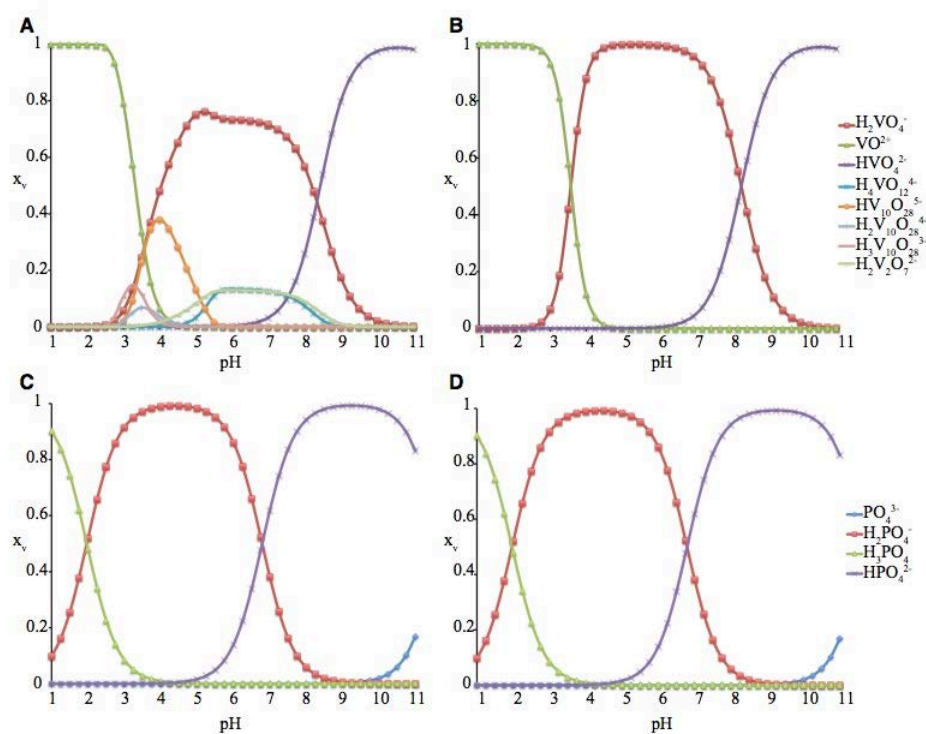 A
1
0.8
0.6
x_v
0.4
0.2
0
1 2 3 4 5 6 7 8 9 10 11
pH
B
1
0.8
0.6
x_v
0.4
0.2
0
1 2 3 4 5 6 7 8 9 10 11
pH
H₂VO₄⁻
VO²⁺
HVO₄²⁻
H₄VO₁₂⁴⁻
HV₁₀O₂₈⁵⁻
H₂V₁₀O₂₈⁴⁻
H₃V₁₀O₂₈³⁻
H₂V₂O₇²⁻
C
1
0.8
0.6
x_v
0.4
0.2
0
1 2 3 4 5 6 7 8 9 10 11
pH
D
1
0.8
0.6
x_v
0.4
0.2
0
1 2 3 4 5 6 7 8 9 10 11
pH
PO₄³⁻
H₂PO₄⁻
H₃PO₄
HPO₄²⁻